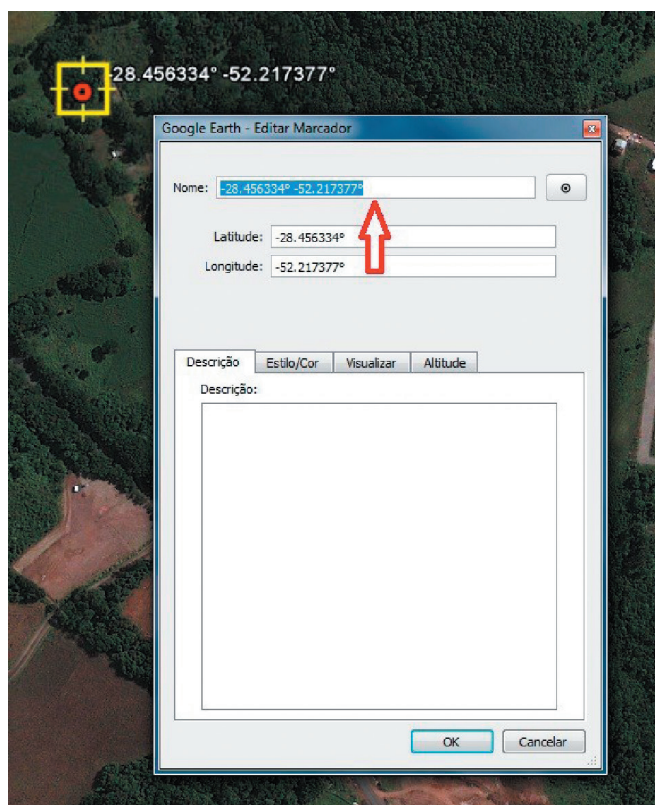 -28.456334° -52.217377°
Google Earth - Editar Marcador
Nome: -28.456334° -52.217377°
Latitude: -28.456334°
Longitude: -52.217377°
Descrição Estilo/Cor Visualizar Altitude
Descrição:
OK Cancelar